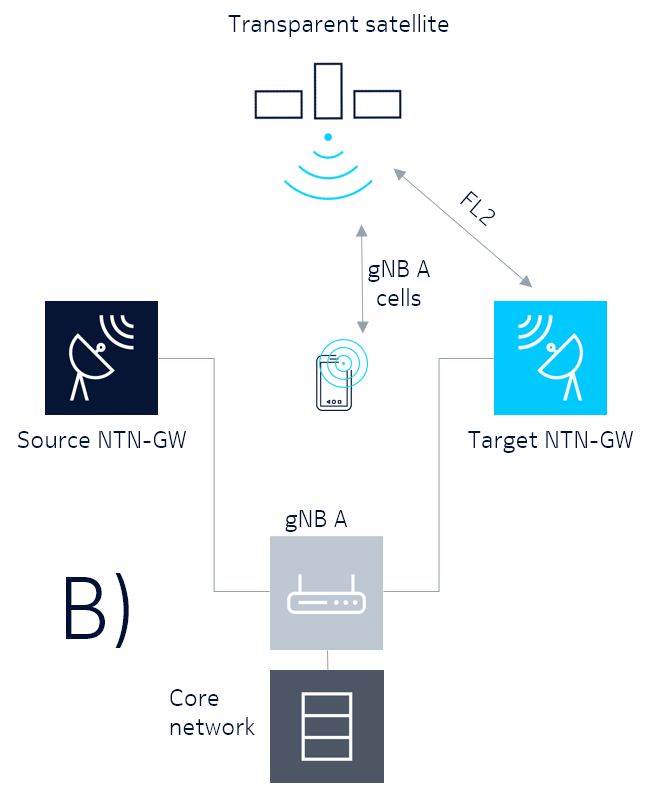 Transparent satellite
FL2
gNB A
cells
Source NTN-GW
Target NTN-GW
gNB A
B)
Core
network